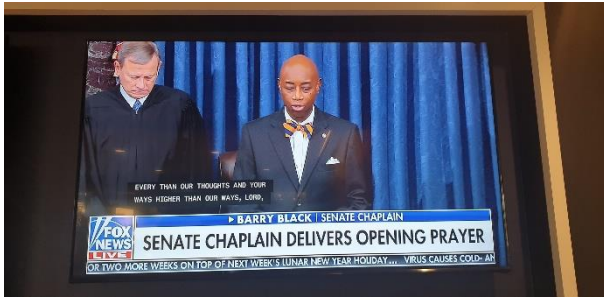 EVERY THAN OUR THOUGHTS AND YOUR
WAYS HIGHER THAN OUR WAYS, LORD,
BARRY BLACK | SENATE CHAPLAIN
FOX
NEWS
LIVE
SENATE CHAPLAIN DELIVERS OPENING PRAYER
OR TWO MORE WEEKS ON TOP OF NEXT WEEK'S LUNAR NEW YEAR HOLIDAY... VIRUS CAUSES COLD- AN